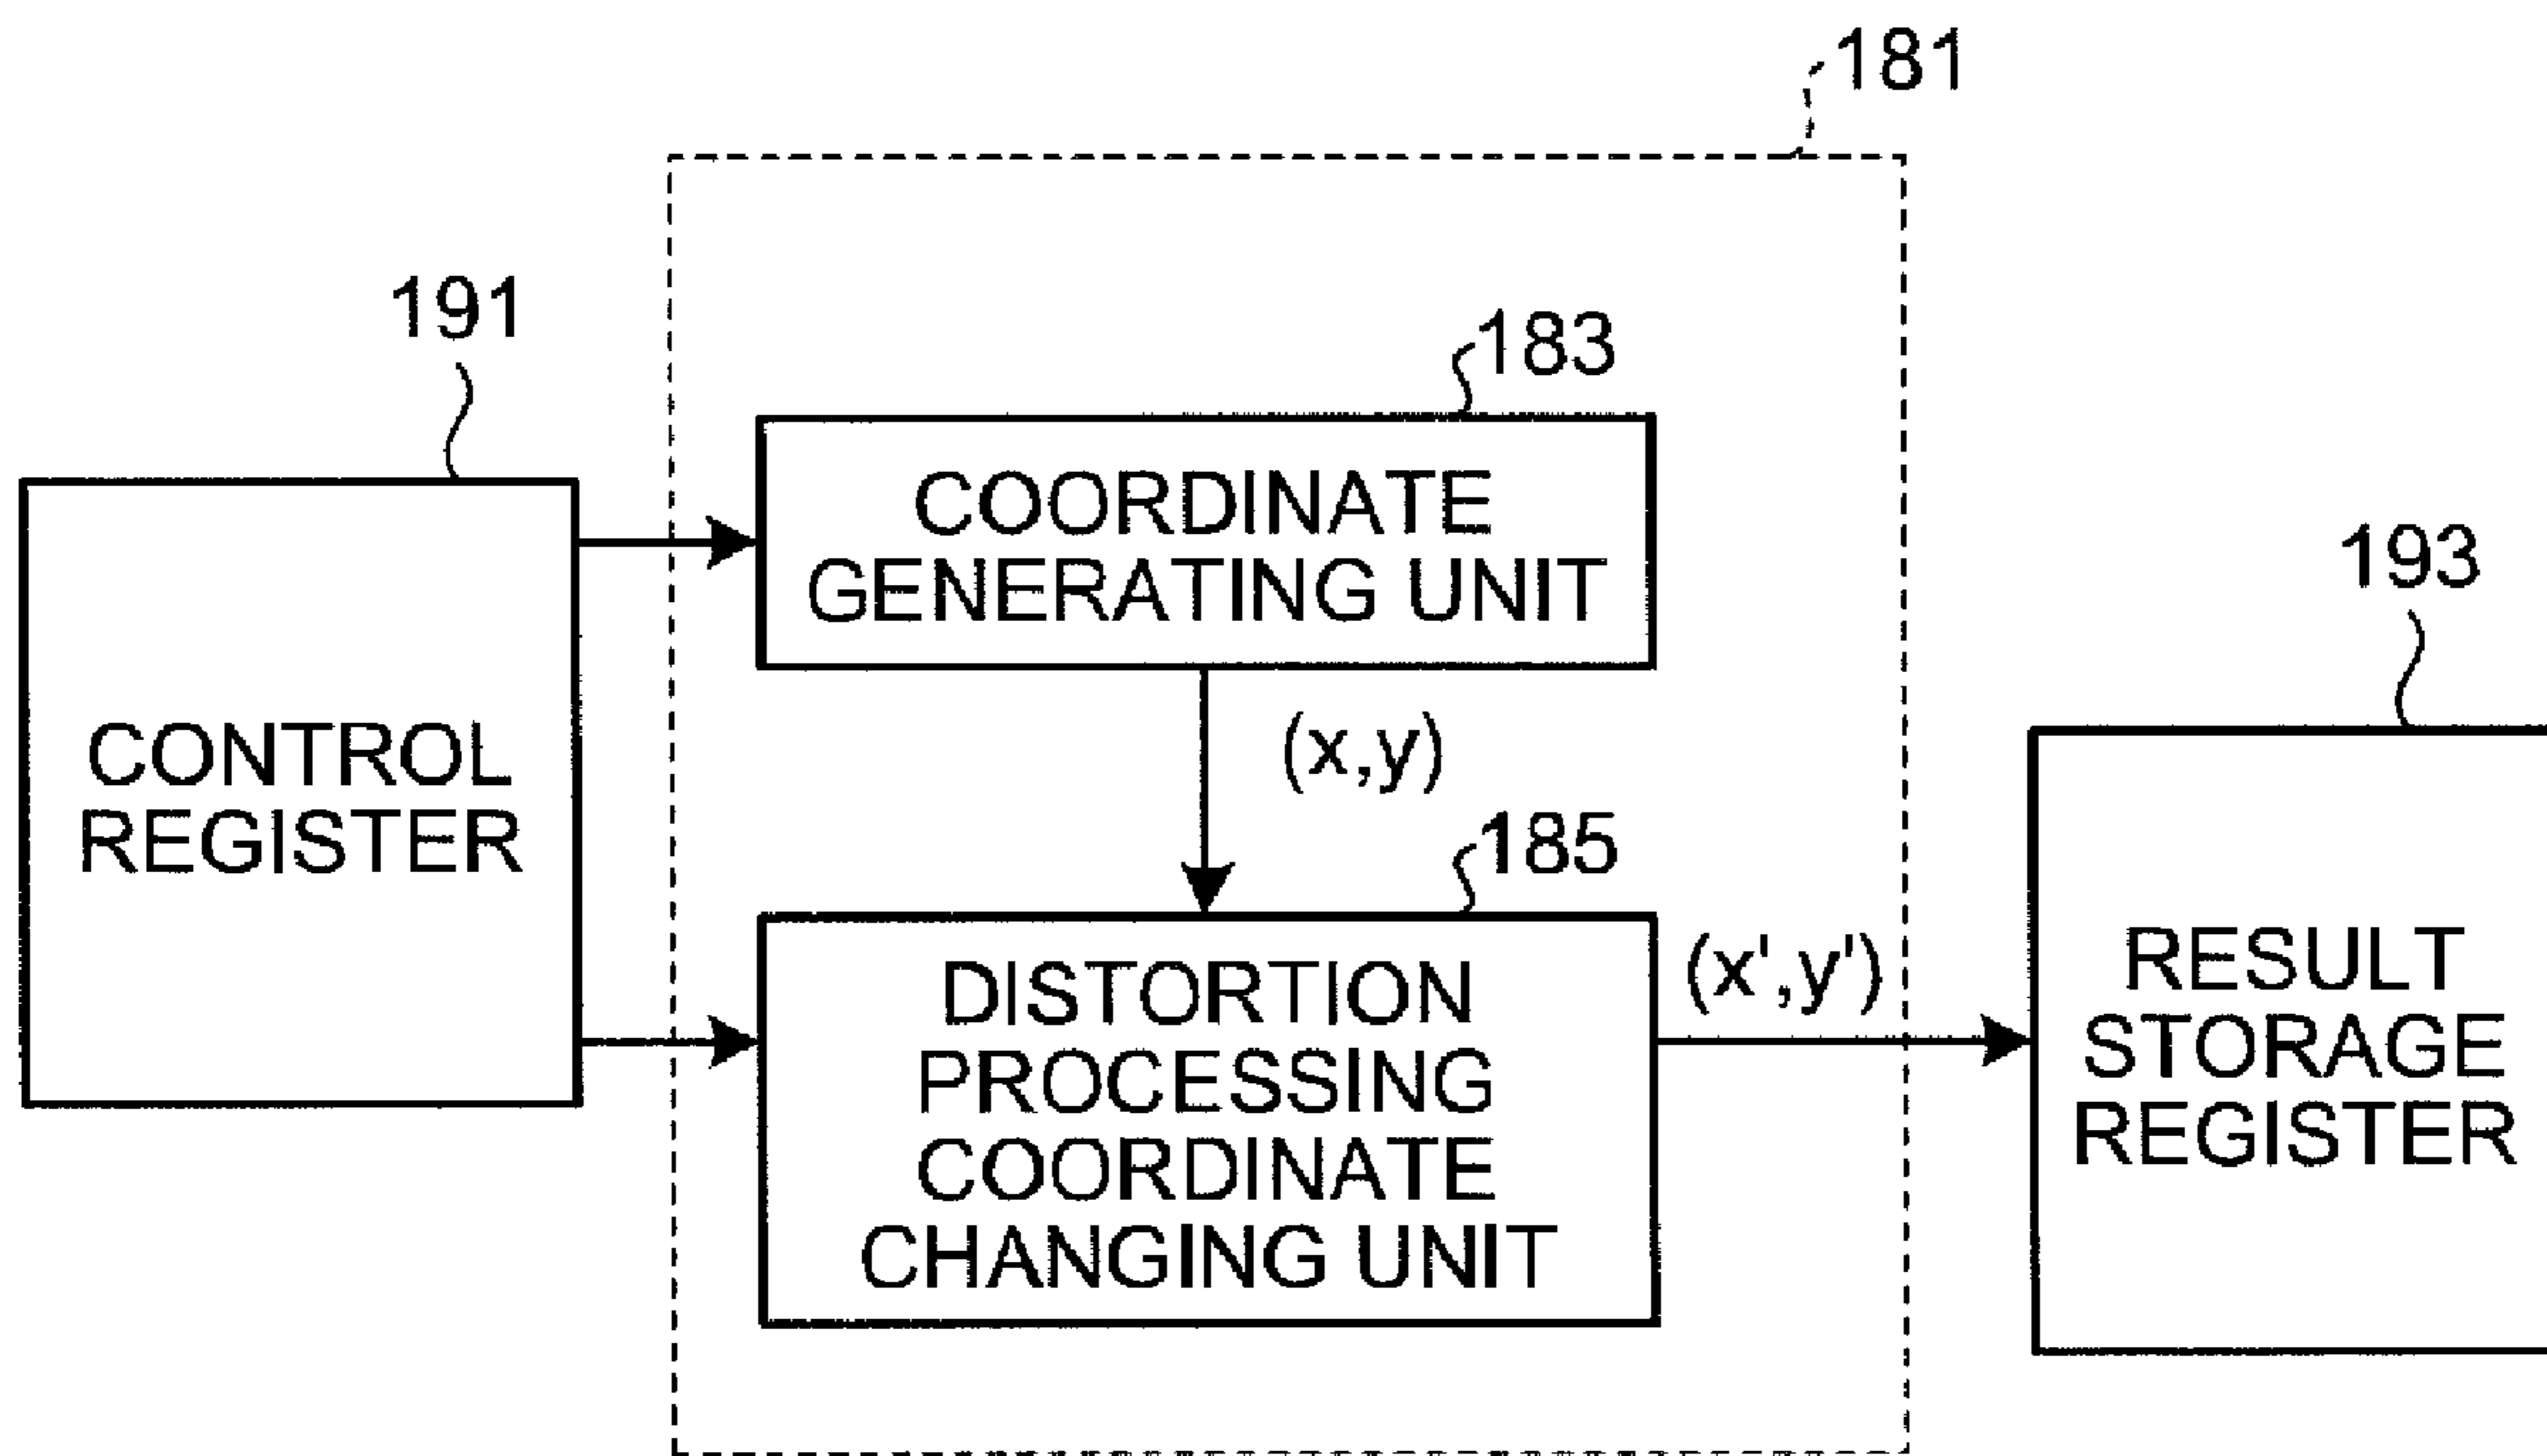 181
191
183
COORDINATE
GENERATING UNIT
193
CONTROL
REGISTER
(x,y)
185
DISTORTION
PROCESSING
COORDINATE
CHANGING UNIT
(x',y')
RESULT
STORAGE
REGISTER